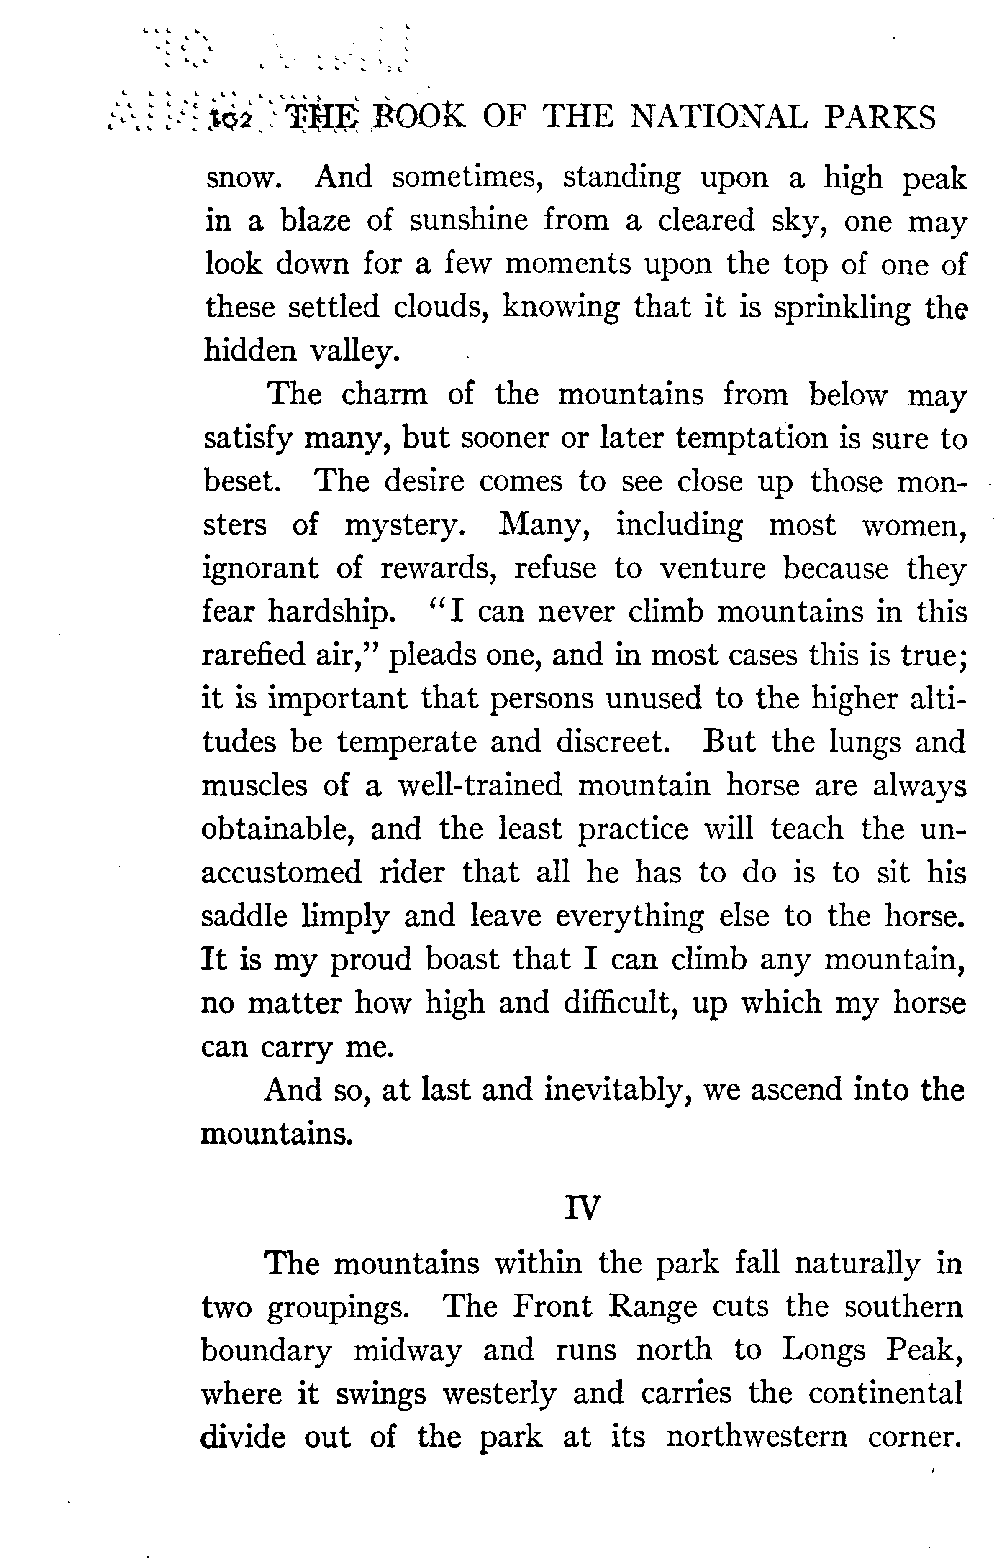 102 THE BOOK OF THE NATIONAL PARKS
snow. And sometimes, standing upon a high peak
in a blaze of sunshine from a cleared sky, one may
look down for a few moments upon the top of one of
these settled clouds, knowing that it is sprinkling the
hidden valley.
The charm of the mountains from below may
satisfy many, but sooner or later temptation is sure to
beset. The desire comes to see close up those mon-
sters of mystery. Many, including most women,
ignorant of rewards, refuse to venture because they
fear hardship. "I can never climb mountains in this
rarefied air," pleads one, and in most cases this is true;
it is important that persons unused to the higher alti-
tudes be temperate and discreet. But the lungs and
muscles of a well-trained mountain horse are always
obtainable, and the least practice will teach the un-
accustomed rider that all he has to do is to sit his
saddle limply and leave everything else to the horse.
It is my proud boast that I can climb any mountain,
no matter how high and difficult, up which my horse
can carry me.
And so, at last and inevitably, we ascend into the
mountains.
IV
The mountains within the park fall naturally in
two groupings. The Front Range cuts the southern
boundary midway and runs north to Longs Peak,
where it swings westerly and carries the continental
divide out of the park at its northwestern corner.